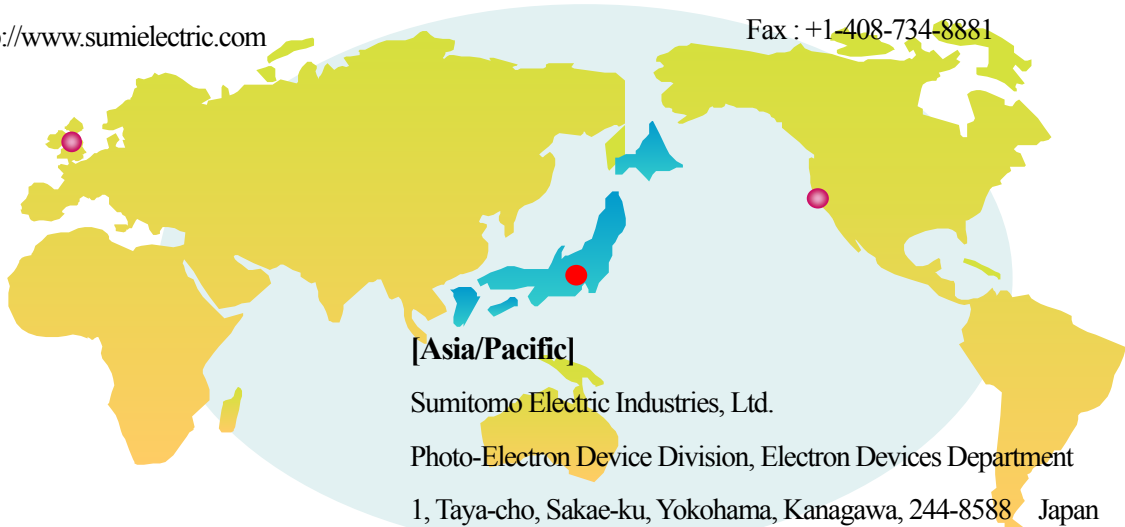 ://www.sumielectric.com
Fax : +1-408-734-8881
[Asia/Pacific]
Sumitomo Electric Industries, Ltd.
Photo-Electron Device Division, Electron Devices Department
1, Taya-cho, Sakae-ku, Yokohama, Kanagawa, 244-8588 Japan